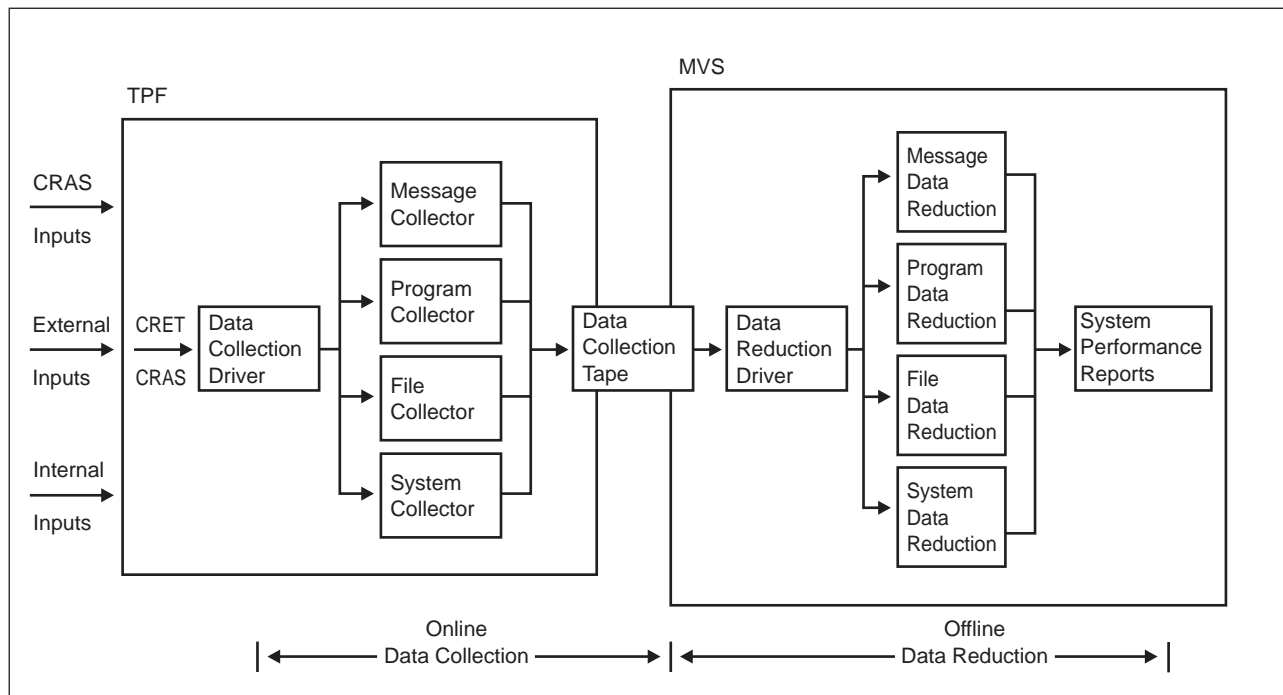 MVS
TPF
CRAS
Inputs
External
Inputs
Internal
Inputs
CRET
CRAS
Data
Collection
Driver
Message
Collector
Program
Collector
File
Collector
System
Collector
Data
Collection
Tape
Data
Reduction
Driver
Message
Data
Reduction
Program
Data
Reduction
File
Data
Reduction
System
Data
Reduction
System
Performance
Reports
Online
Data Collection
Offline
Data Reduction